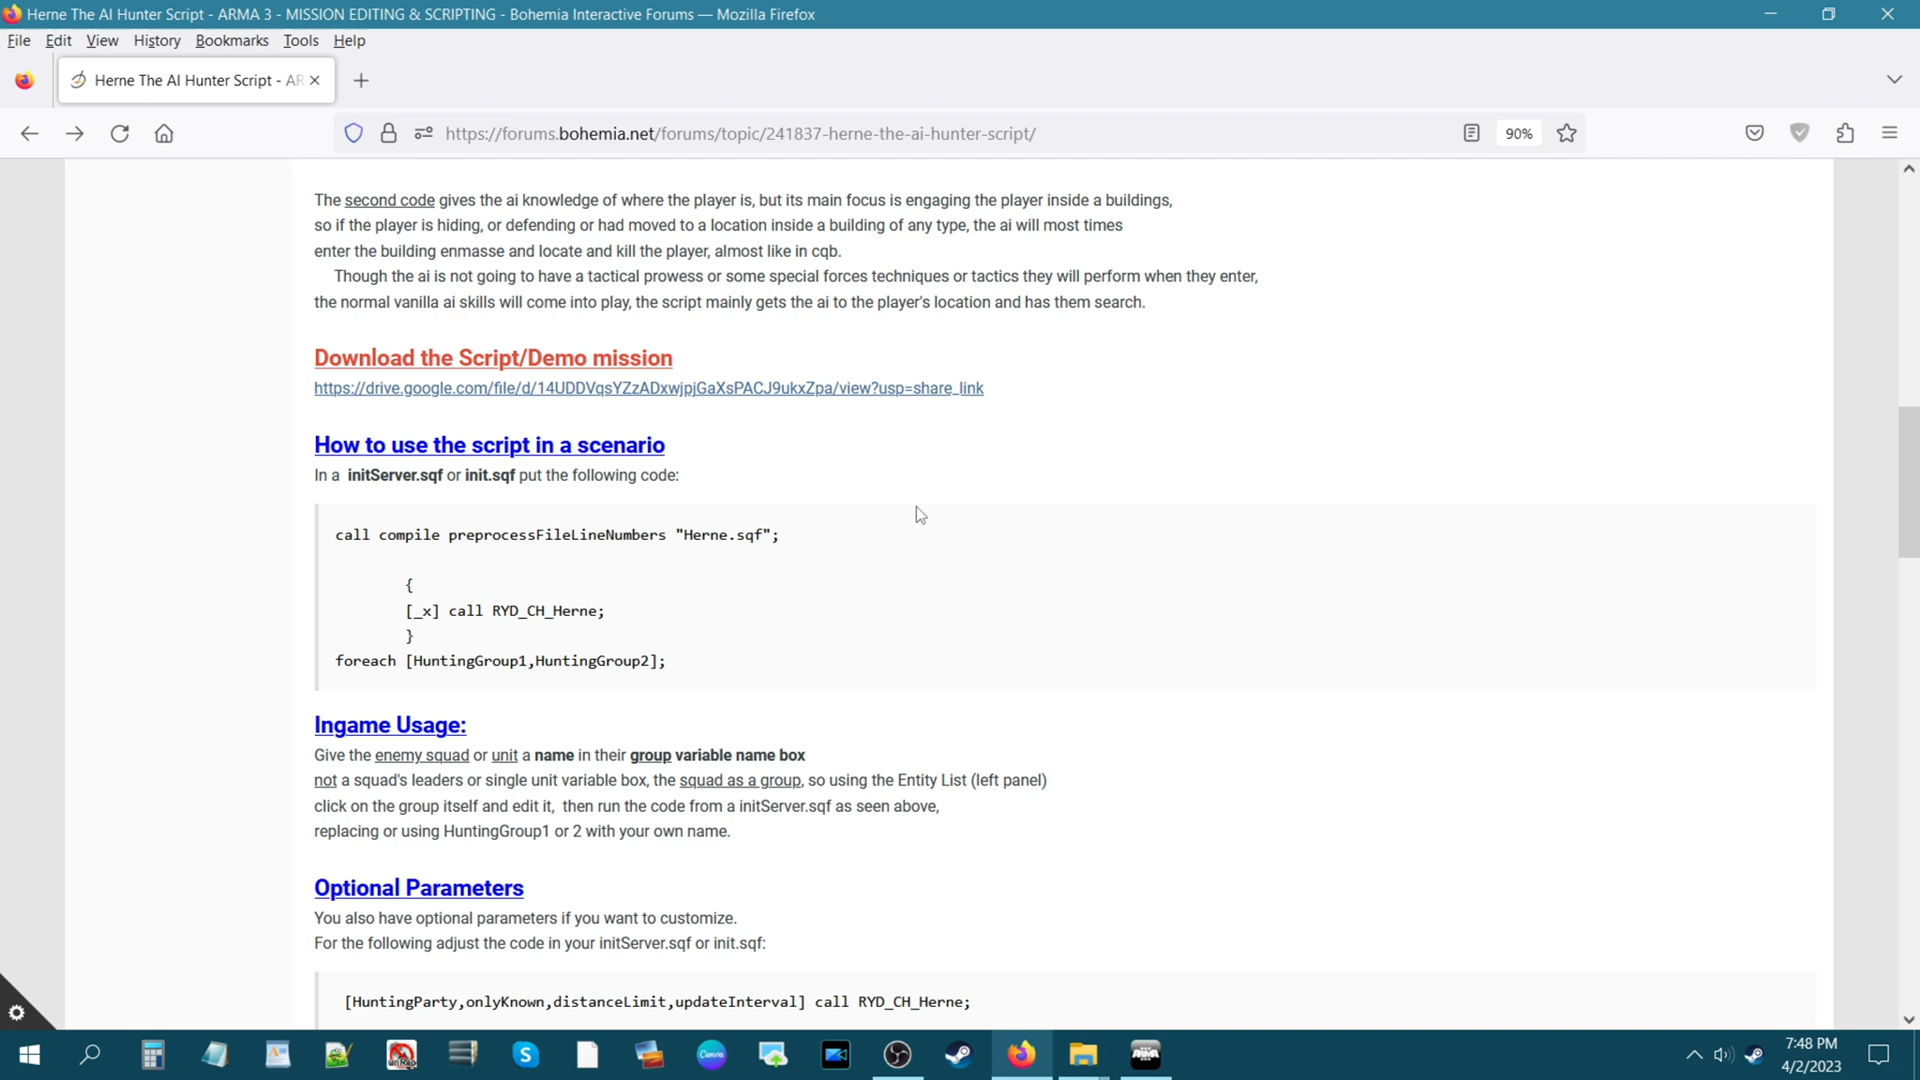 Herne The AI Hunter Script - ARMA 3 - MISSION EDITING & SCRIPTING - Bohemia Interactive Forums — Mozilla Firefox
File Edit View History Bookmarks Tools Help
Herne The AI Hunter Script - AR
https://forums.bohemia.net/forums/topic/241837-herne-the-ai-hunter-script/
90%
The second code gives the ai knowledge of where the player is, but its main focus is engaging the player inside a buildings,
so if the player is hiding, or defending or had moved to a location inside a building of any type, the ai will most times
enter the building enmasse and locate and kill the player, almost like in cqb.
Though the ai is not going to have a tactical prowess or some special forces techniques or tactics they will perform when they enter,
the normal vanilla ai skills will come into play, the script mainly gets the ai to the player's location and has them search.
Download the Script/Demo mission
https://drive.google.com/file/d/14UDDVqsYZzADxwjpjGaXsPACJ9ukxZpa/view?usp=share_link
How to use the script in a scenario
In a initServer.sqf or init.sqf put the following code:
call compile preprocessFileLineNumbers "Herne.sqf";
{
[_x] call RYD_CH_Herne;
}
foreach [HuntingGroup1,HuntingGroup2];
Ingame Usage:
Give the enemy squad or unit a name in their group variable name box
not a squad's leaders or single unit variable box, the squad as a group, so using the Entity List (left panel)
click on the group itself and edit it, then run the code from a initServer.sqf as seen above,
replacing or using HuntingGroup1 or 2 with your own name.
Optional Parameters
You also have optional parameters if you want to customize.
For the following adjust the code in your initServer.sqf or init.sqf:
[HuntingParty,onlyKnown,distanceLimit,updateInterval] call RYD_CH_Herne;
Canva
7:48 PM
4/2/2023